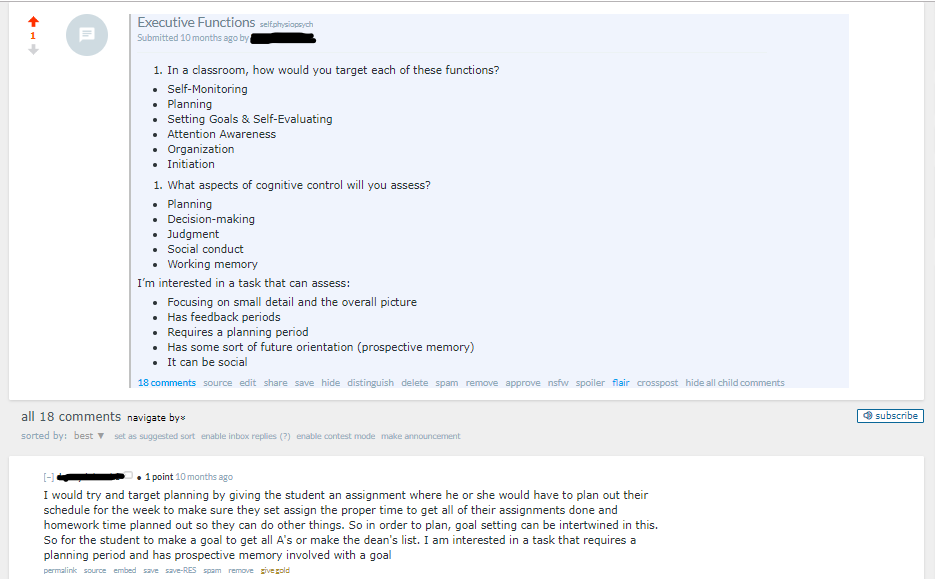 Executive Functions self.physiopsych
1
Submitted 10 months ago by
1. In a classroom, how would you target each of these functions?
• Self-Monitoring
• Planning
• Setting Goals & Self-Evaluating
• Attention Awareness
• Organization
• Initiation
1. What aspects of cognitive control will you assess?
• Planning
• Decision-making
• Judgment
• Social conduct
• Working memory
I'm interested in a task that can assess:
• Focusing on small detail and the overall picture
• Has feedback periods
• Requires a planning period
• Has some sort of future orientation (prospective memory)
• It can be social
18 comments source edit share save hide distinguish delete spam remove approve nsfw spoiler flair crosspost hide all child comments
all 18 comments navigate by
subscribe
sorted by: best ▼ set as suggested sort enable inbox replies (?) enable contest mode make announcement
[–] • 1 point 10 months ago
I would try and target planning by giving the student an assignment where he or she would have to plan out their
schedule for the week to make sure they set assign the proper time to get all of their assignments done and
homework time planned out so they can do other things. So in order to plan, goal setting can be intertwined in this.
So for the student to make a goal to get all A's or make the dean's list. I am interested in a task that requires a
planning period and has prospective memory involved with a goal
permalink source embed save save-RES spam remove give gold